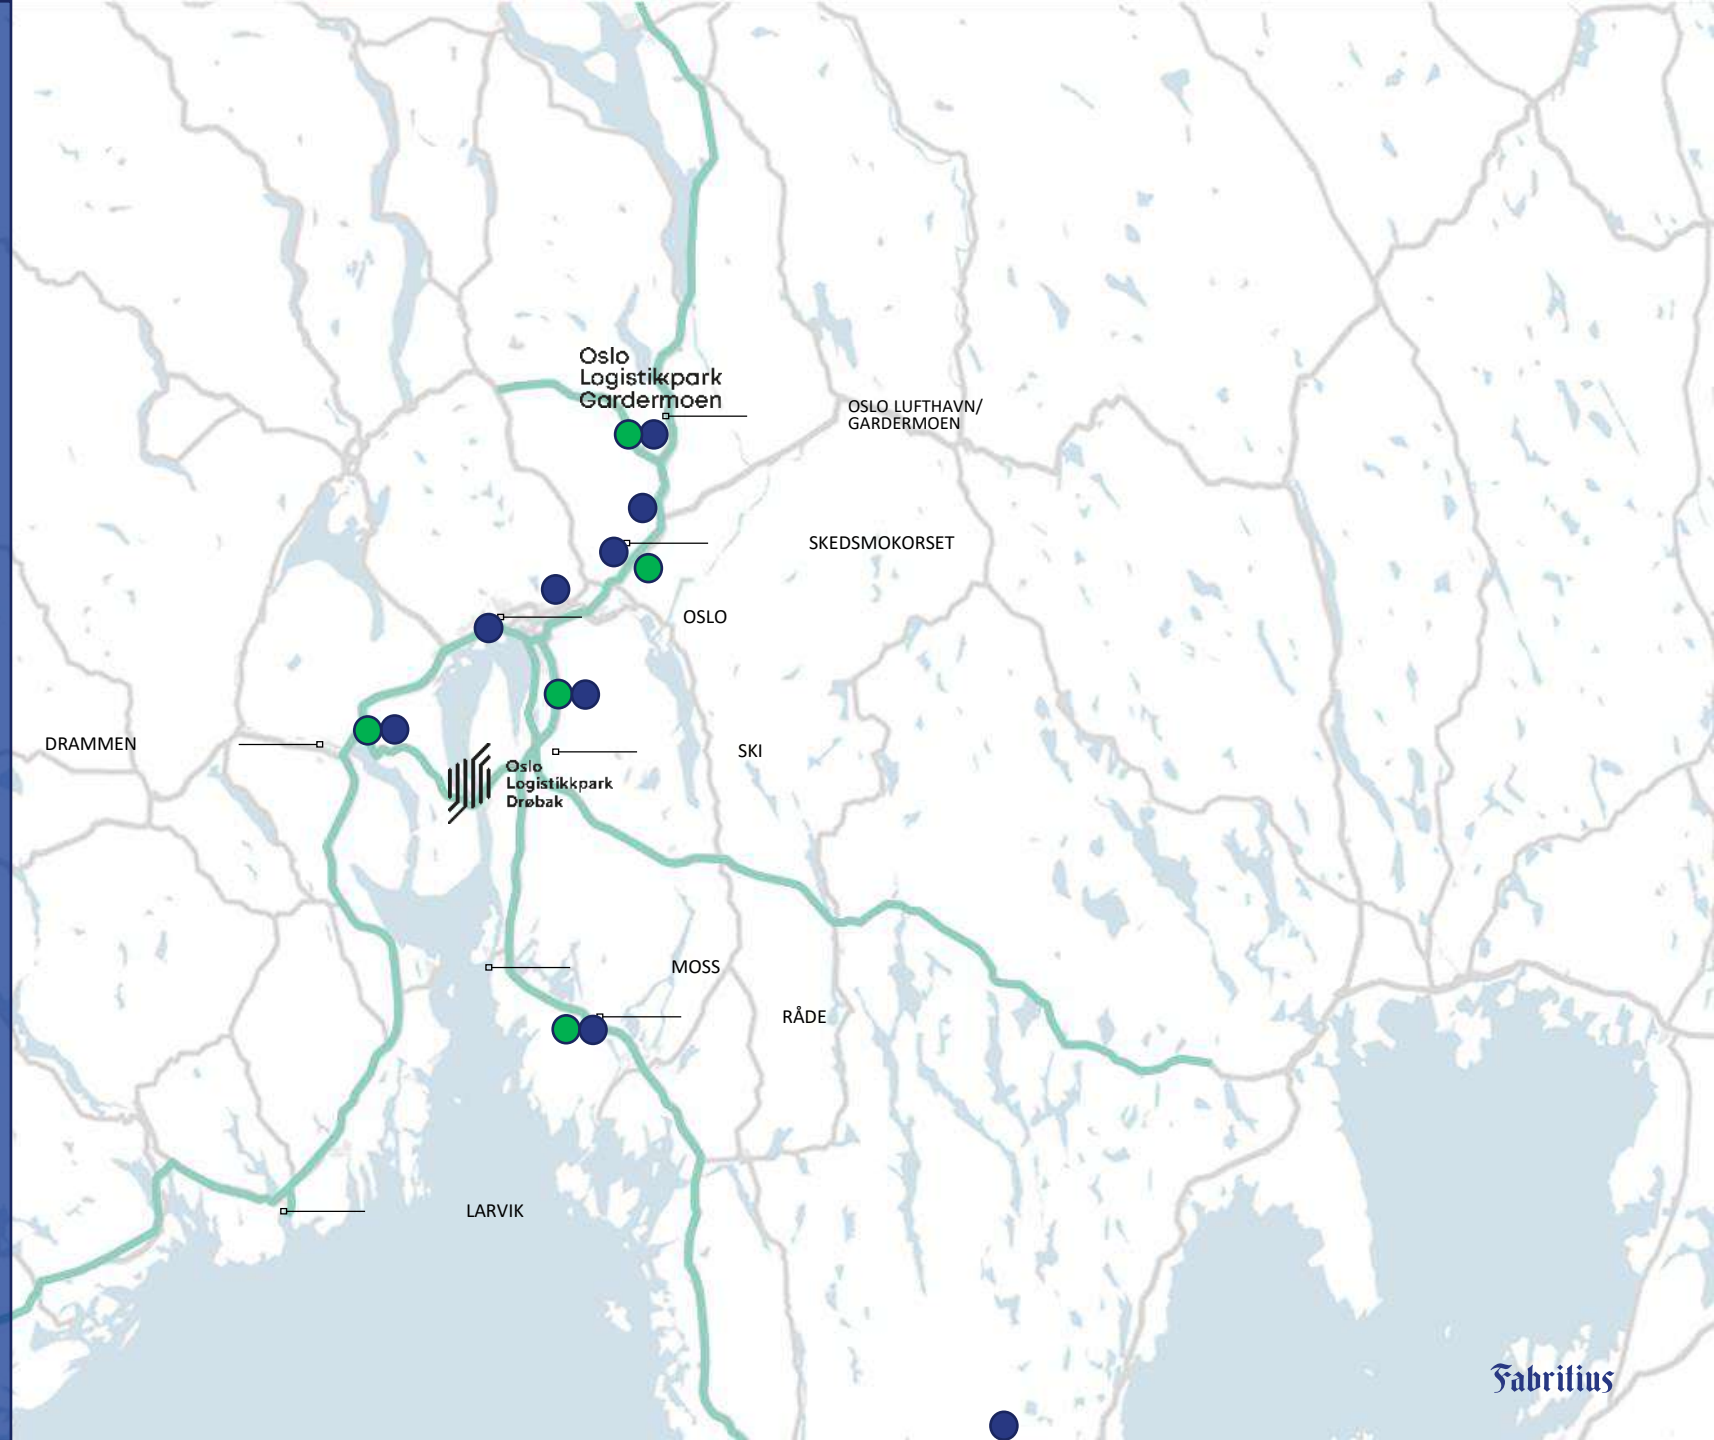 Oslo
Logistikkpark
Gardermoen
OSLO LUFTHAVN/
GARDERMOEN
SKEDSMOKORSET
OSLO
DRAMMEN
SKI
Oslo
Logistikkpark
Drøbak
MOSS
RÅDE
LARVIK
Fabritius